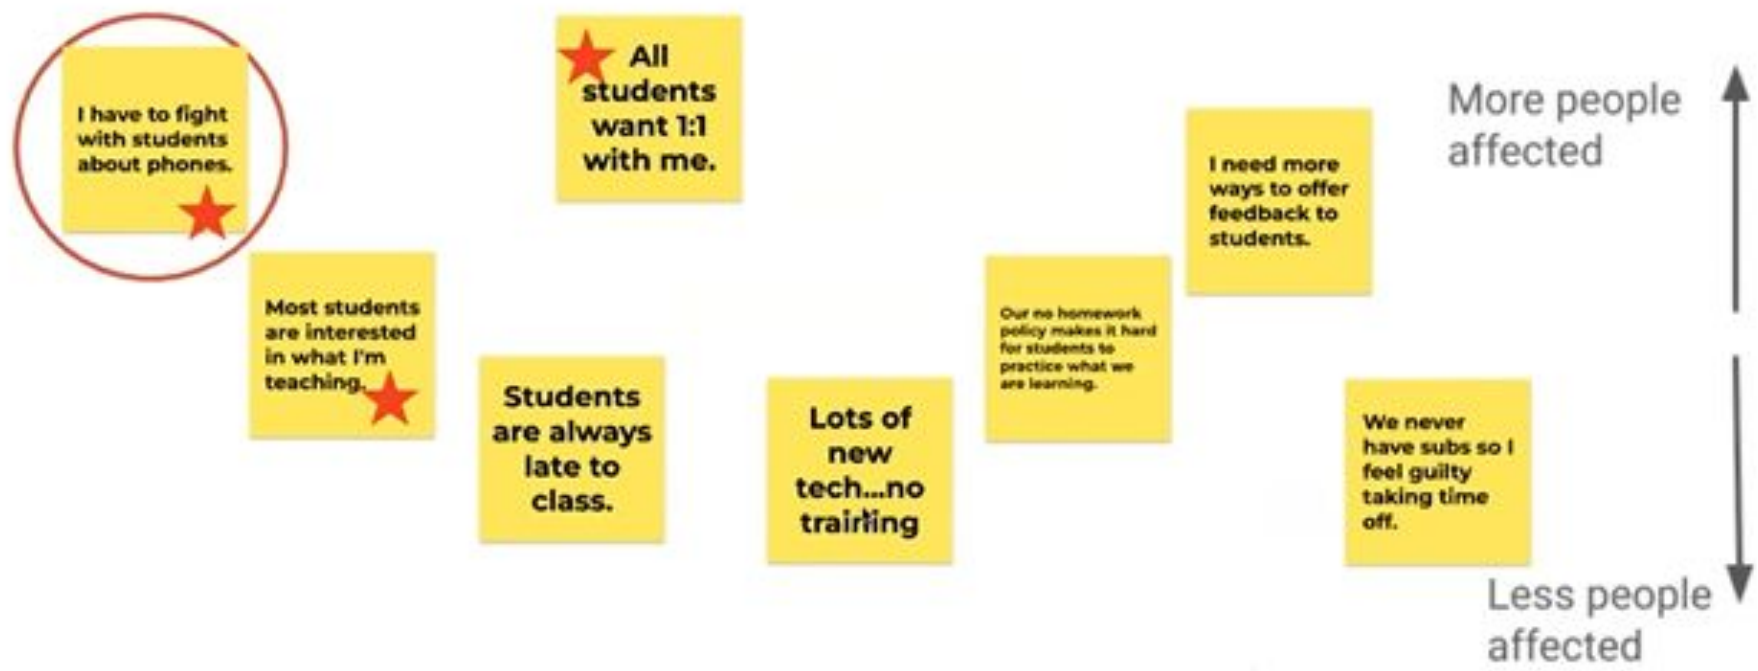 I have to fight
with students
about phones.
All
students
want 1:1
with me.
More people
affected
I need more
ways to offer
feedback to
students.
Most students
are interested
in what I'm
teaching.
Our no homework
policy makes it hard
for students to
practice what we
are learning.
Students
are always
late to
class.
Lots of
new
tech...no
training
We never
have subs so I
feel guilty
taking time
off.
Less people
affected